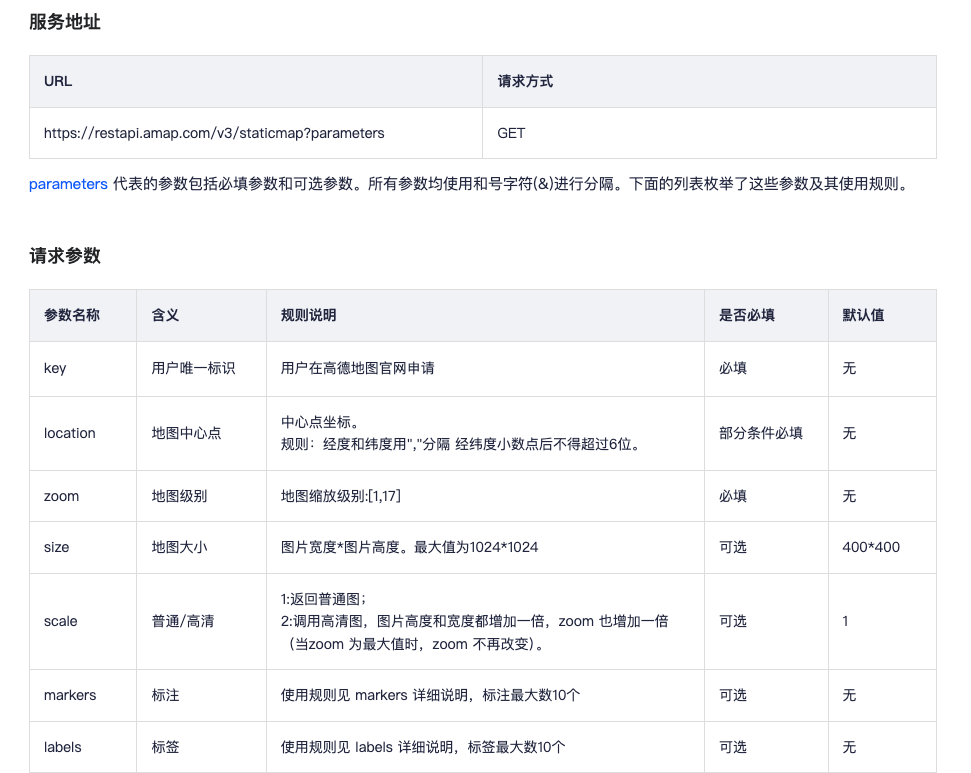 服务地址
URL 请求方式
https://restapi.amap.com/v3/staticmap?parameters GET
parameters 代表的参数包括必填参数和可选参数。所有参数均使用和号字符(&)进行分隔。下面的列表枚举了这些参数及其使用规则。
请求参数
参数名称 含义 规则说明 是否必填 默认值
key 用户唯一标识 用户在高德地图官网申请 必填 无
location 地图中心点 中心点坐标。
规则：经度和纬度用","分隔 经纬度小数点后不得超过6位。 部分条件必填 无
zoom 地图级别 地图缩放级别:[1,17] 必填 无
size 地图大小 图片宽度*图片高度。最大值为1024*1024 可选 400*400
scale 普通/高清 1:返回普通图；
2:调用高清图，图片高度和宽度都增加一倍，zoom 也增加一倍
（当zoom 为最大值时，zoom 不再改变）。 可选 1
markers 标注 使用规则见 markers 详细说明，标注最大数10个 可选 无
labels 标签 使用规则见 labels 详细说明，标签最大数10个 可选 无